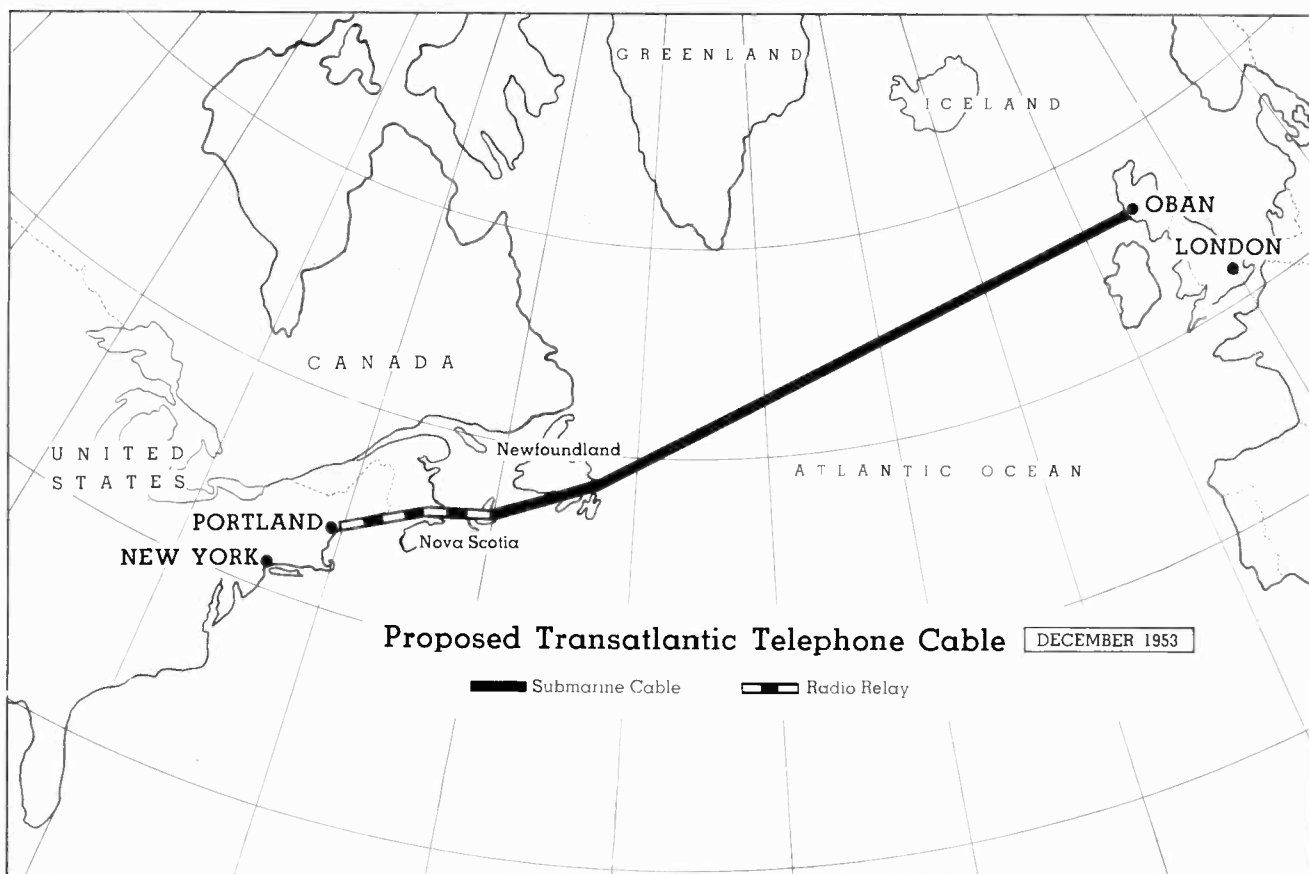 GREENLAND
ICELAND
OBAN
LONDON
CANADA
Newfoundland
UNITED
STATES
ATLANTIC OCEAN
PORTLAND
Nova Scotia
NEW YORK
Proposed Transatlantic Telephone Cable
DECEMBER 1953
Submarine Cable
Radio Relay